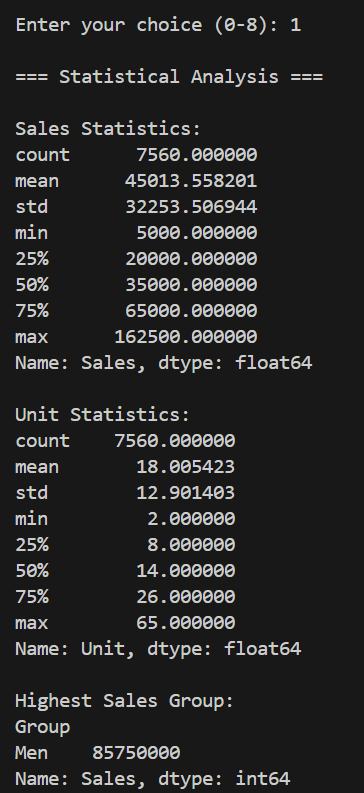 Enter your choice (0-8): 1
=== Statistical Analysis ===
Sales Statistics:
count      7560.000000
mean      45013.558201
std       32253.506944
min        5000.000000
25%       20000.000000
50%       35000.000000
75%       65000.000000
max      162500.000000
Name: Sales, dtype: float64
Unit Statistics:
count    7560.000000
mean       18.005423
std        12.901403
min         2.000000
25%         8.000000
50%        14.000000
75%        26.000000
max        65.000000
Name: Unit, dtype: float64
Highest Sales Group:
Group
Men    85750000
Name: Sales, dtype: int64